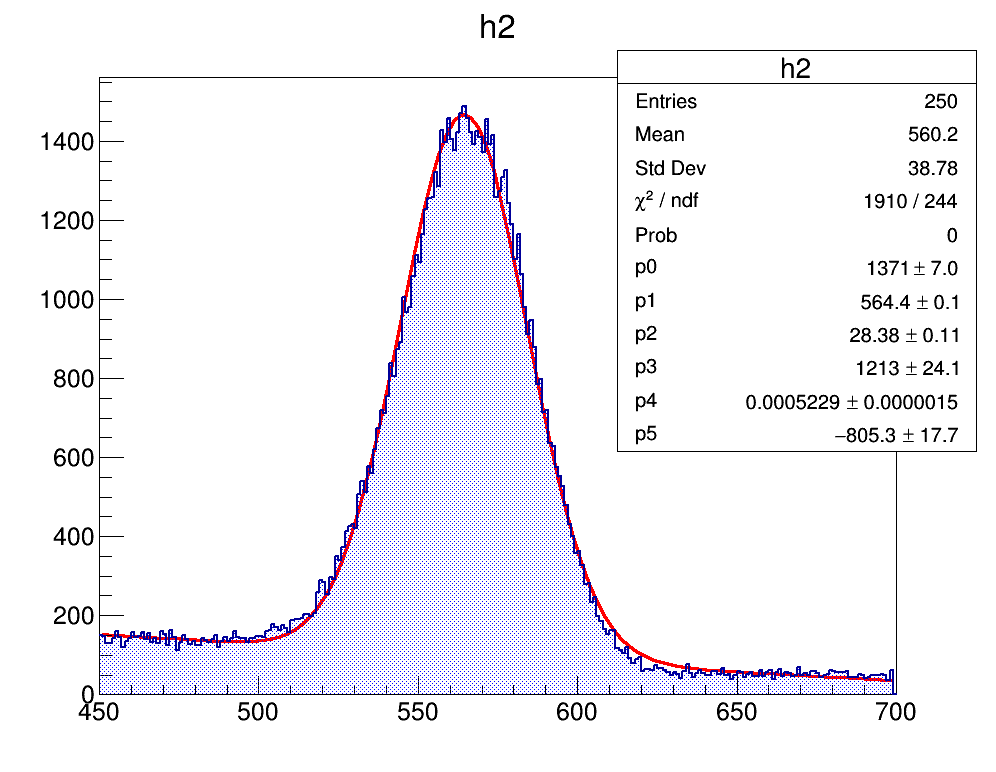 h2
h2
Entries 250
Mean 560.2
Std Dev 38.78
χ² / ndf 1910 / 244
Prob 0
p0 1371 ± 7.0
p1 564.4 ± 0.1
p2 28.38 ± 0.11
p3 1213 ± 24.1
p4 0.0005229 ± 0.0000015
p5 −805.3 ± 17.7
1400
1200
1000
800
600
400
200
0
450 500 550 600 650 700